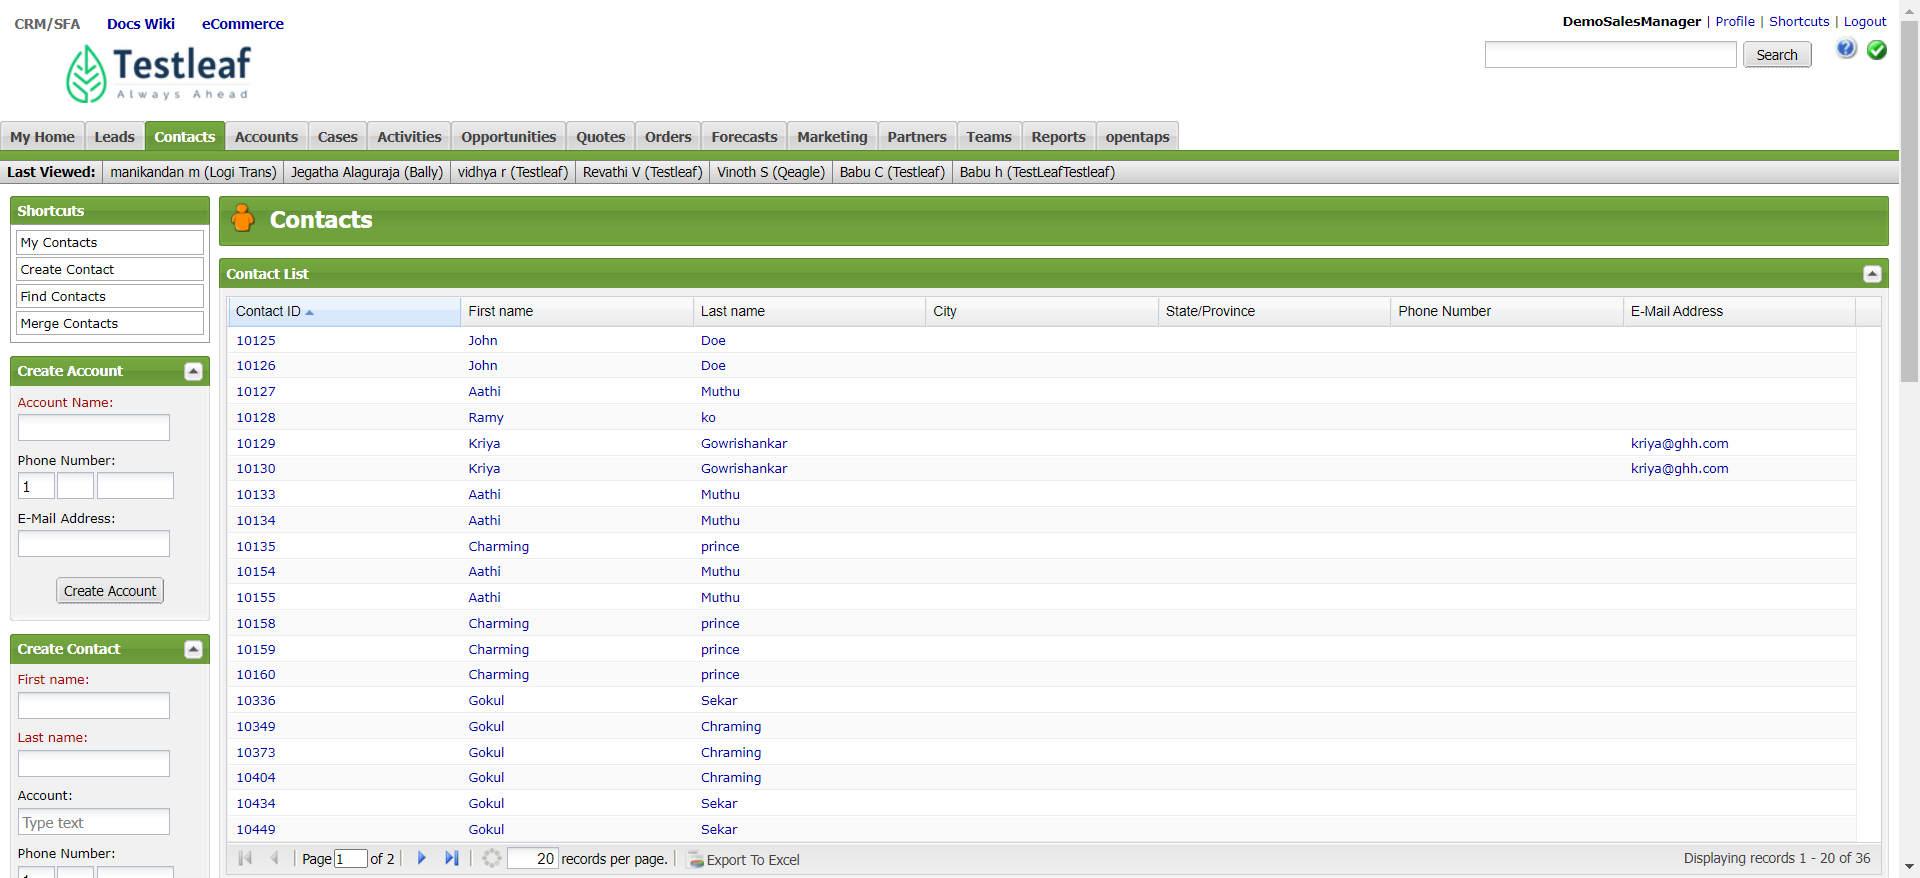 CRM/SFA Docs Wiki eCommerce
DemoSalesManager | Profile | Shortcuts | Logout
Testleaf
Always Ahead
Search
My Home Leads Contacts Accounts Cases Activities Opportunities Quotes Orders Forecasts Marketing Partners Teams Reports opentaps
Last Viewed: manikandan m (Logi Trans) Jegatha Alaguraja (Bally) vidhya r (Testleaf) Revathi V (Testleaf) Vinoth S (Qeagle) Babu C (Testleaf) Babu h (TestLeafTestleaf)
Shortcuts
My Contacts
Create Contact
Find Contacts
Merge Contacts
Create Account
Account Name:
Phone Number:
1
E-Mail Address:
Create Account
Create Contact
First name:
Last name:
Account:
Type text
Phone Number:
Contacts
Contact List
Contact ID First name Last name City State/Province Phone Number E-Mail Address
10125 John Doe
10126 John Doe
10127 Aathi Muthu
10128 Ramy ko
10129 Kriya Gowrishankar kriya@ghh.com
10130 Kriya Gowrishankar kriya@ghh.com
10133 Aathi Muthu
10134 Aathi Muthu
10135 Charming prince
10154 Aathi Muthu
10155 Aathi Muthu
10158 Charming prince
10159 Charming prince
10160 Charming prince
10336 Gokul Sekar
10349 Gokul Chraming
10373 Gokul Chraming
10404 Gokul Chraming
10434 Gokul Sekar
10449 Gokul Sekar
Page 1 of 2 20 records per page. Export To Excel Displaying records 1 - 20 of 36